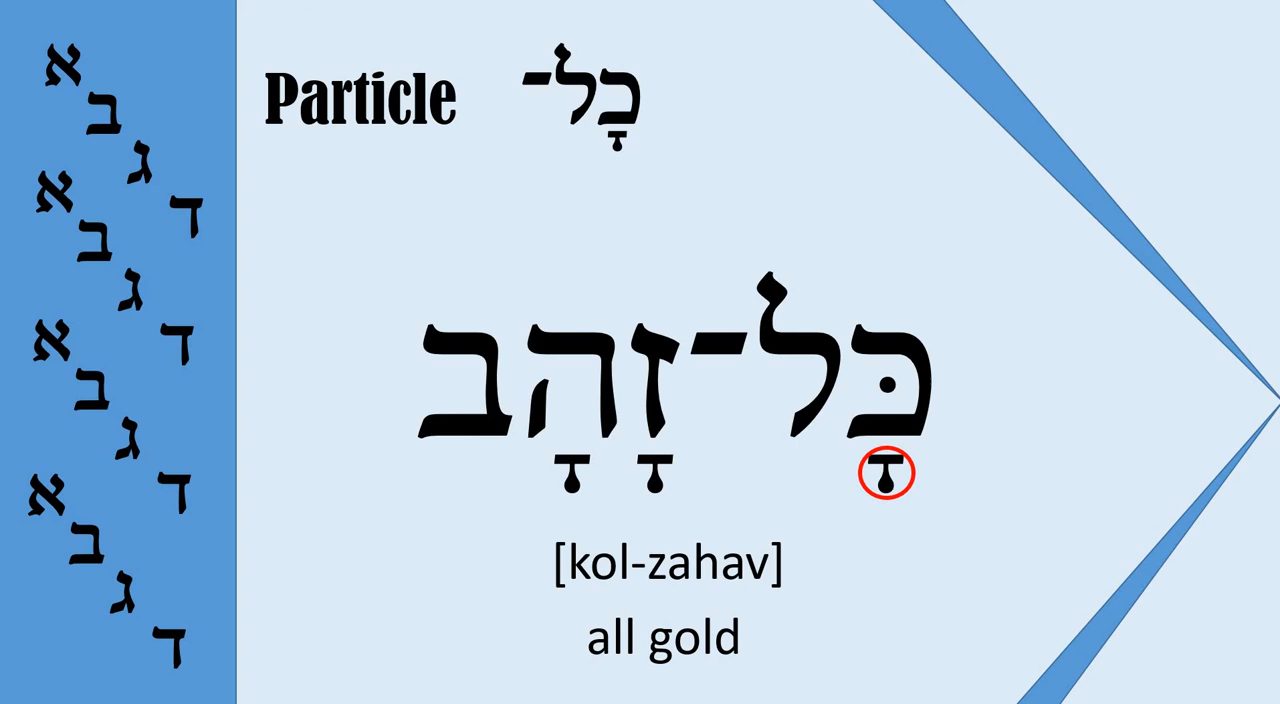 Particle כָל־
א
ב
ג
א
ד
ב
ג
א
ד
ב
ג
א
ד
ב
ג
ד
כָּל־זָהָב
[kol-zahav]
all gold